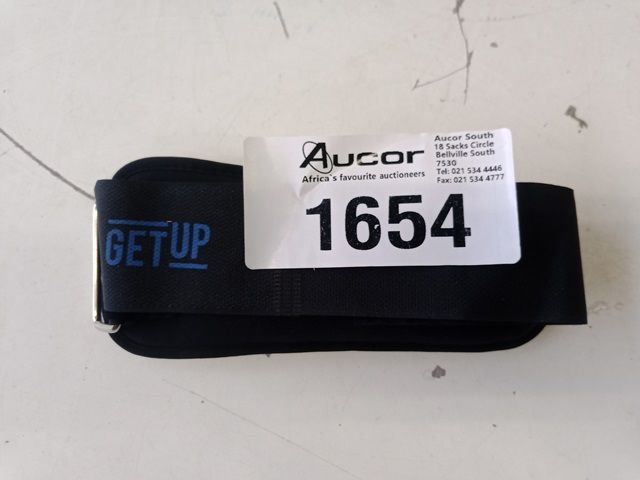 GETUP
Aucor
Africa's favourite auctioneers
Aucor South
18 Sacks Circle
Bellville South
7530
Tel: 021 534 4446
Fax: 021 534 4777
1654